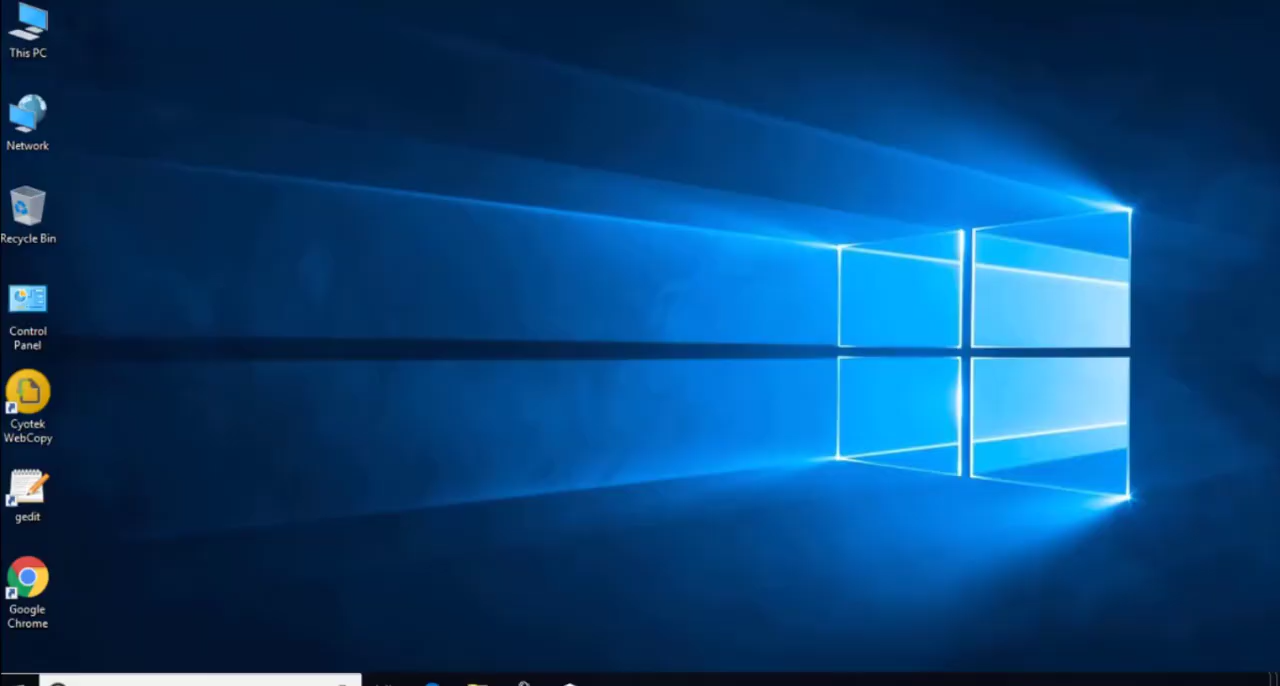 This PC
Network
Recycle Bin
Control
Panel
Cyotek
WebCopy
gedit
Google
Chrome